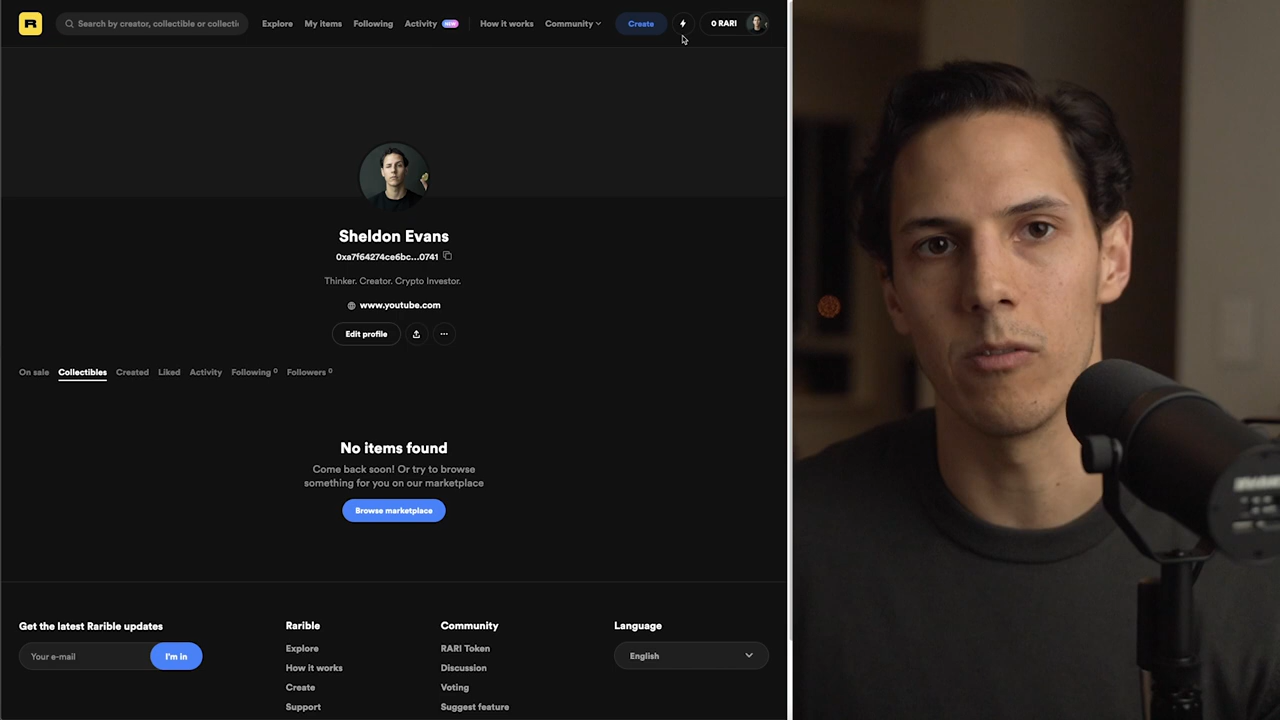 R
Search by creator, collectible or collecti
Explore My items Following Activity NEW How it works Community Create 0 RARI
Sheldon Evans
0xa7f64274ce6bc...0741
Thinker. Creator. Crypto Investor.
www.youtube.com
Edit profile
On sale Collectibles Created Liked Activity Following 0 Followers 0
No items found
Come back soon! Or try to browse
something for you on our marketplace
Browse marketplace
Get the latest Rarible updates
Your e-mail I'm in
Rarible
Explore
How it works
Create
Support
Community
RARI Token
Discussion
Voting
Suggest feature
Language
English